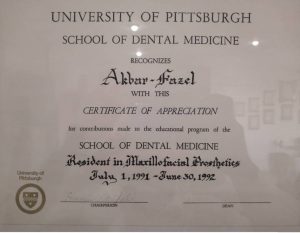 UNIVERSITY OF PITTSBURGH
SCHOOL OF DENTAL MEDICINE
RECOGNIZES
Akbar-Fazel
WITH THIS
CERTIFICATE OF APPRECIATION
for contributions made to the educational program of the
SCHOOL OF DENTAL MEDICINE
Resident in Maxillofacial Prosthetics
July 1, 1991 - June 30, 1992
University of
Pittsburgh
CHAIRPERSON
DEAN